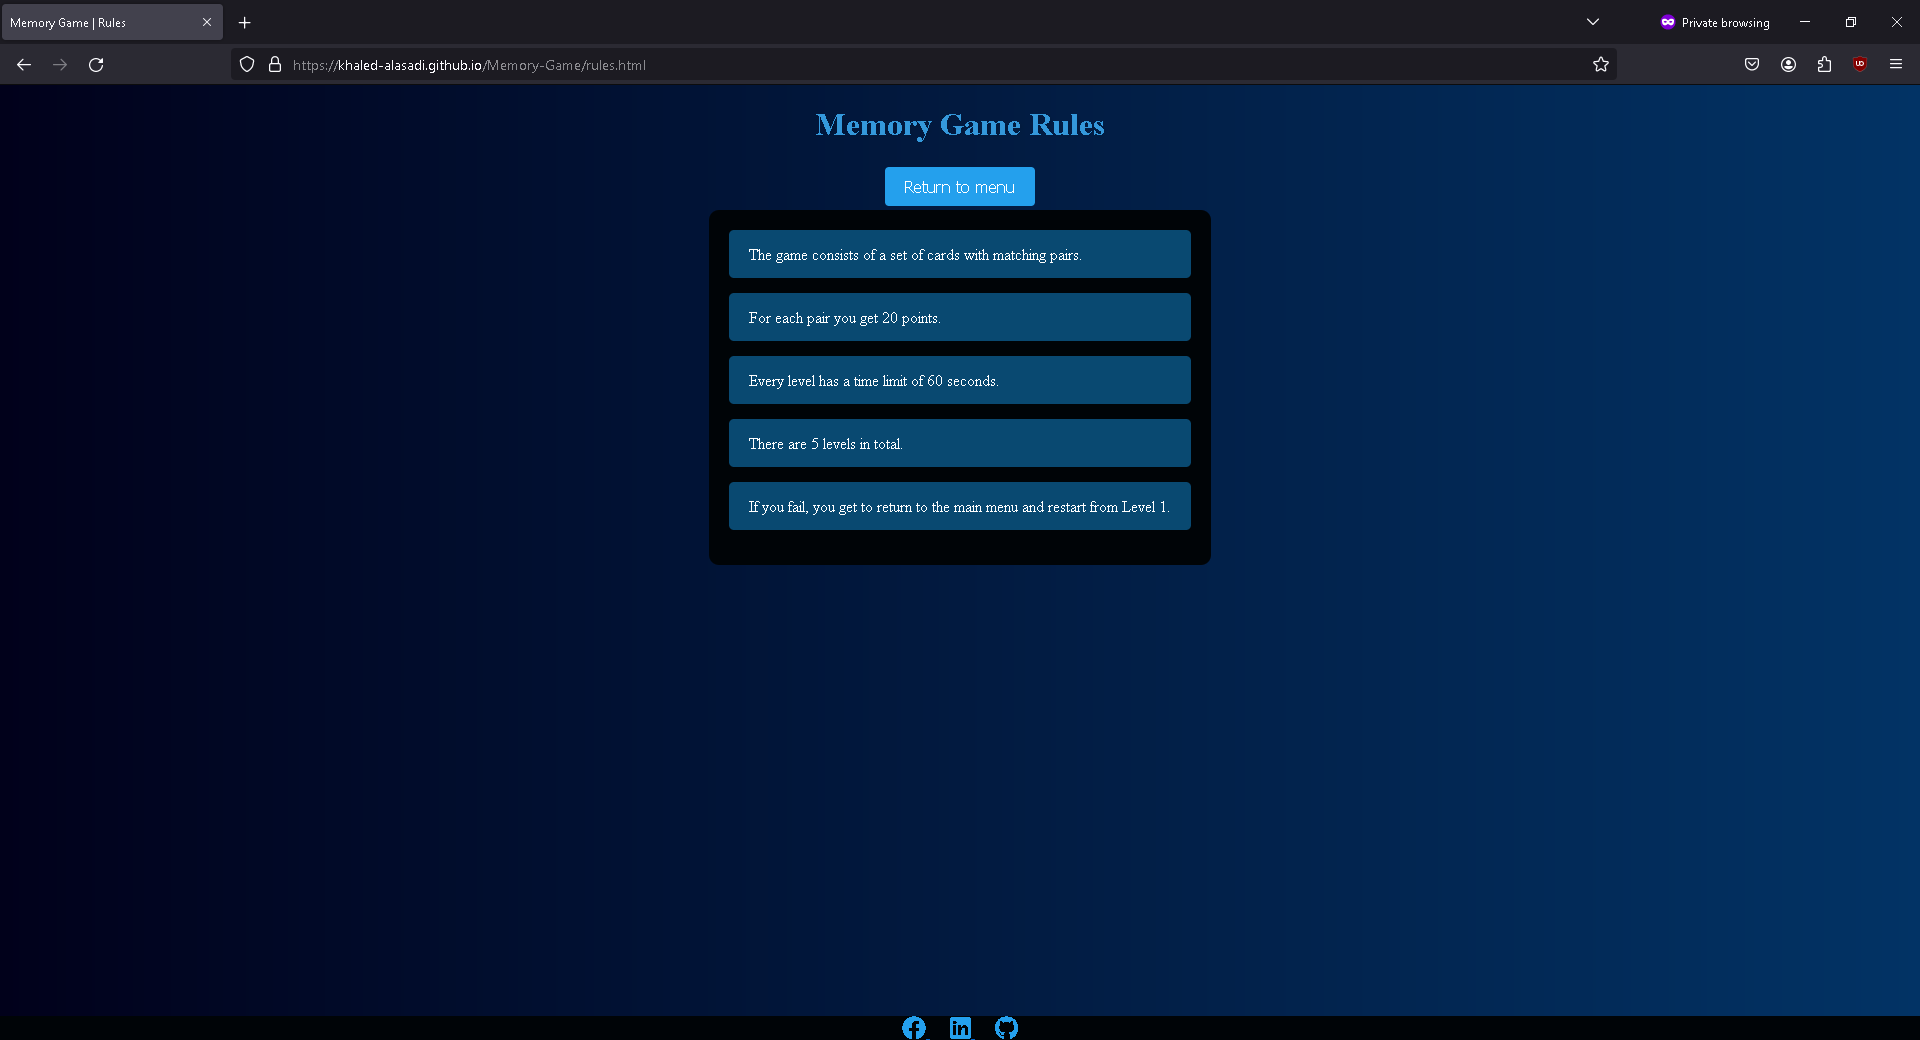 Memory Game | Rules
Private browsing
https://khaled-alasadi.github.io/Memory-Game/rules.html
Memory Game Rules
Return to menu
The game consists of a set of cards with matching pairs.
For each pair you get 20 points.
Every level has a time limit of 60 seconds.
There are 5 levels in total.
If you fail, you get to return to the main menu and restart from Level 1.
in